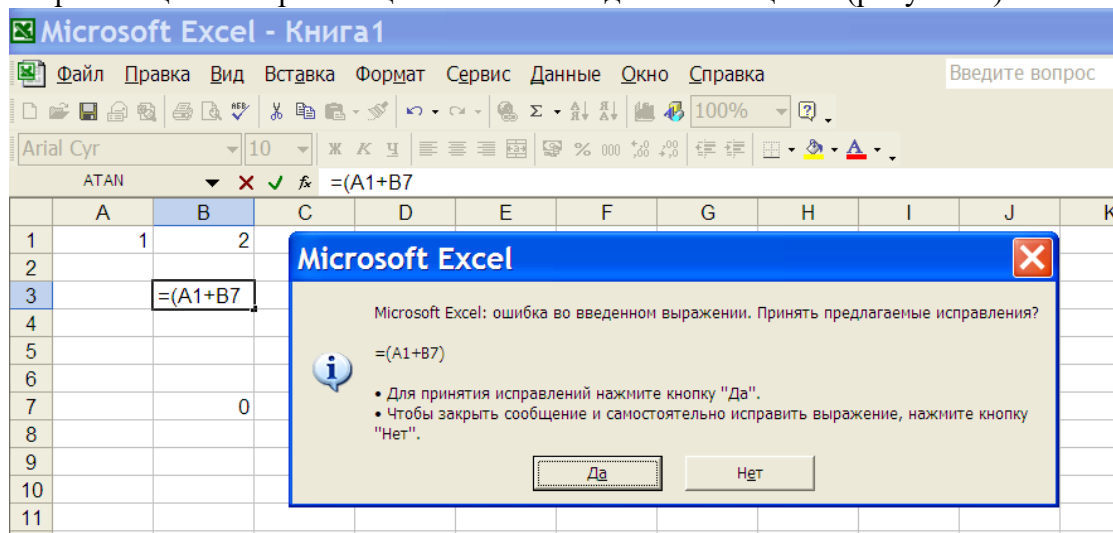 Microsoft Excel - Книга1
Файл Правка Вид Вставка Формат Сервис Данные Окно Справка Введите вопрос
100%
Arial Cyr 10 Ж К Ч % 000
ATAN fx =(A1+B7
A B C D E F G H I J K
1 1 2
2
3 =(A1+B7
4
5
6
7 0
8
9
10
11
Microsoft Excel
Microsoft Excel: ошибка во введенном выражении. Принять предлагаемые исправления?
=(A1+B7)
• Для принятия исправлений нажмите кнопку "Да".
• Чтобы закрыть сообщение и самостоятельно исправить выражение, нажмите кнопку
"Нет".
Да Нет